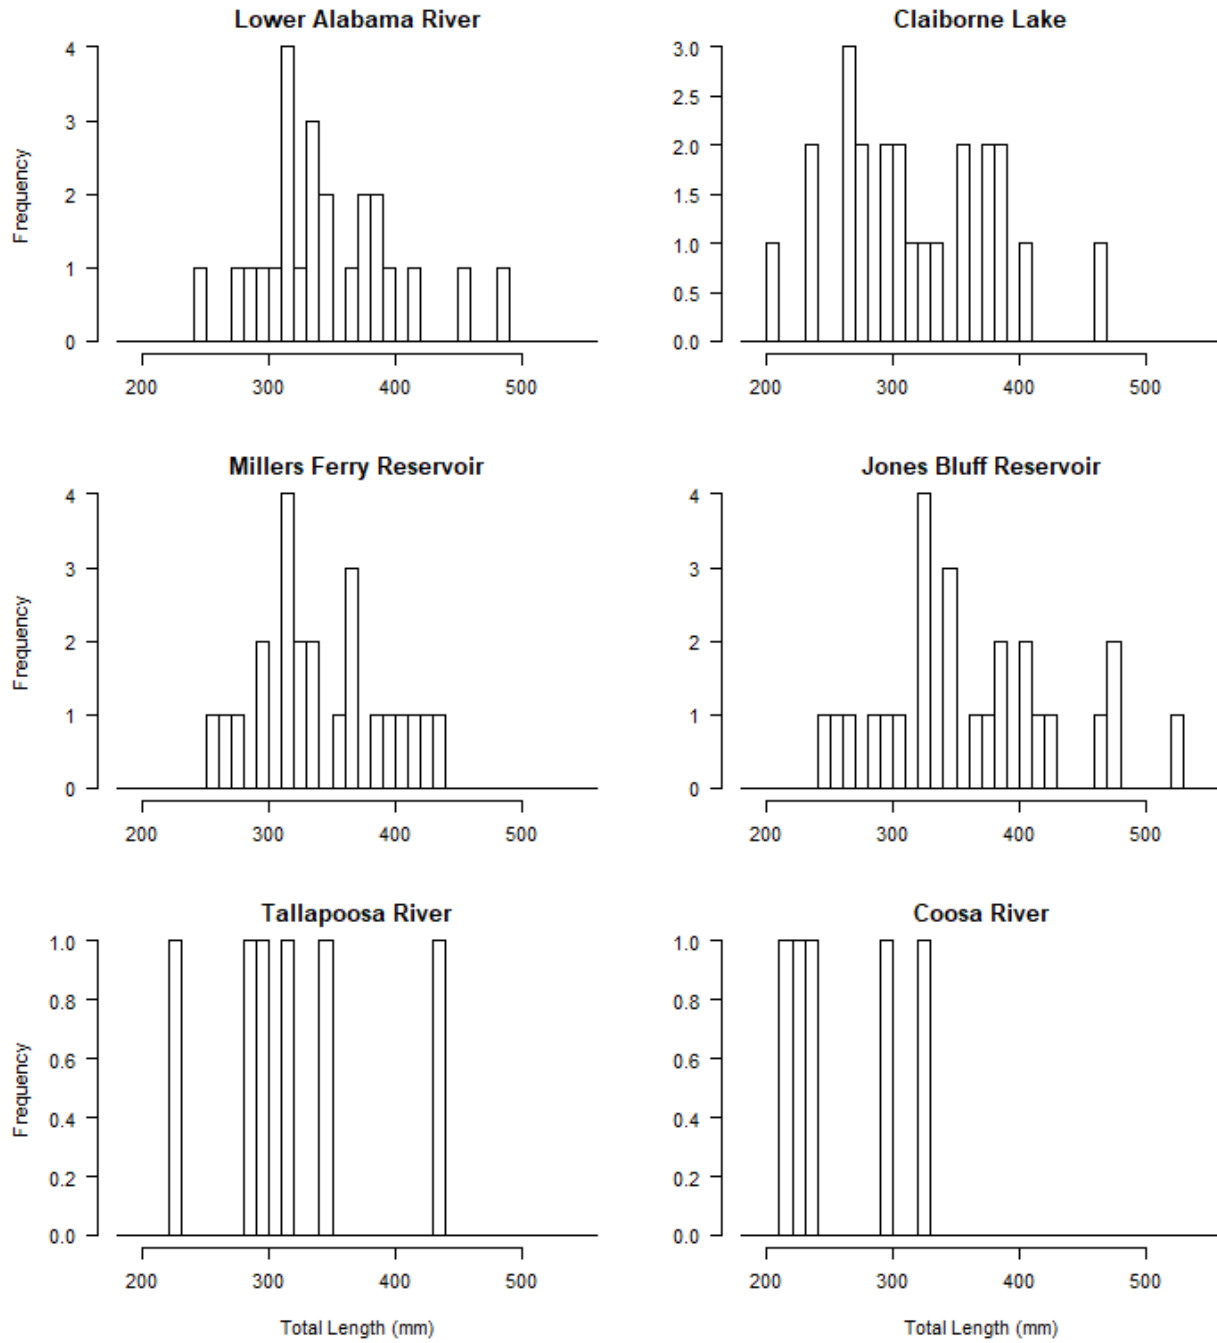 Lower Alabama River
Claiborne Lake
Frequency
4
3
2
1
0
200 300 400 500
3.0
2.5
2.0
1.5
1.0
0.5
0.0
200 300 400 500
Millers Ferry Reservoir
Jones Bluff Reservoir
Frequency
4
3
2
1
0
200 300 400 500
4
3
2
1
0
200 300 400 500
Tallapoosa River
Coosa River
Frequency
1.0
0.8
0.6
0.4
0.2
0.0
200 300 400 500
1.0
0.8
0.6
0.4
0.2
0.0
200 300 400 500
Total Length (mm)
Total Length (mm)